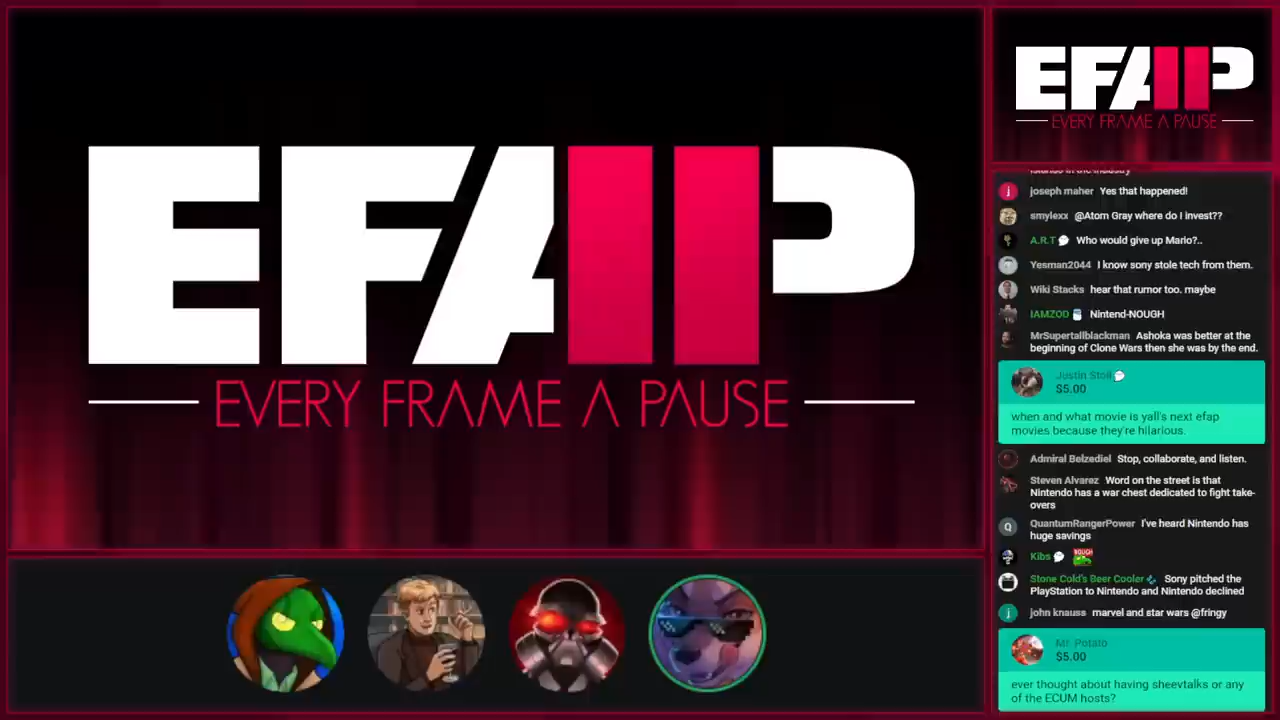 EFAP
EVERY FRAME A PAUSE
EFAP
EVERY FRAME A PAUSE
joseph maher Yes that happened!
smylexx @Atom Gray where do I invest??
A.R.T Who would give up Mario?..
Yesman2044 I know sony stole tech from them.
Wiki Stacks hear that rumor too. maybe
IAMZOD Nintend-NOUGH
MrSupertallblackman Ashoka was better at the
beginning of Clone Wars then she was by the end.
Justin Stoll
$5.00
when and what movie is yall's next efap
movies because they're hilarious.
Admiral Belzediel Stop, collaborate, and listen.
Steven Alvarez Word on the street is that
Nintendo has a war chest dedicated to fight take-
overs
Q QuantumRangerPower I've heard Nintendo has
huge savings
Kibs
Stone Cold's Beer Cooler Sony pitched the
PlayStation to Nintendo and Nintendo declined
john knauss marvel and star wars @fringy
Mr. Potato
$5.00
ever thought about having sheevtalks or any
of the ECUM hosts?